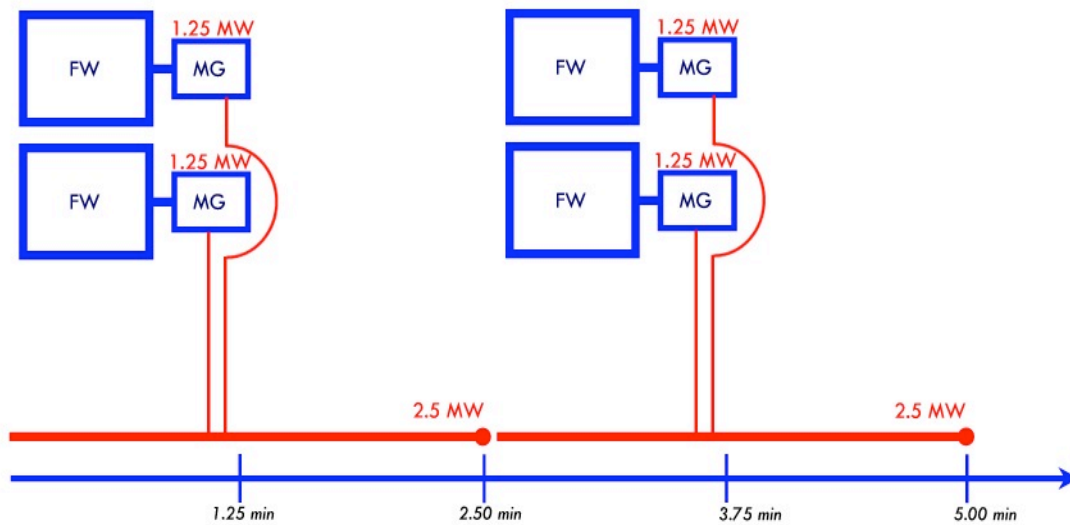 1.25 MW
1.25 MW
FW
MG
FW
MG
1.25 MW
1.25 MW
FW
MG
FW
MG
2.5 MW
2.5 MW
1.25 min
2.50 min
3.75 min
5.00 min